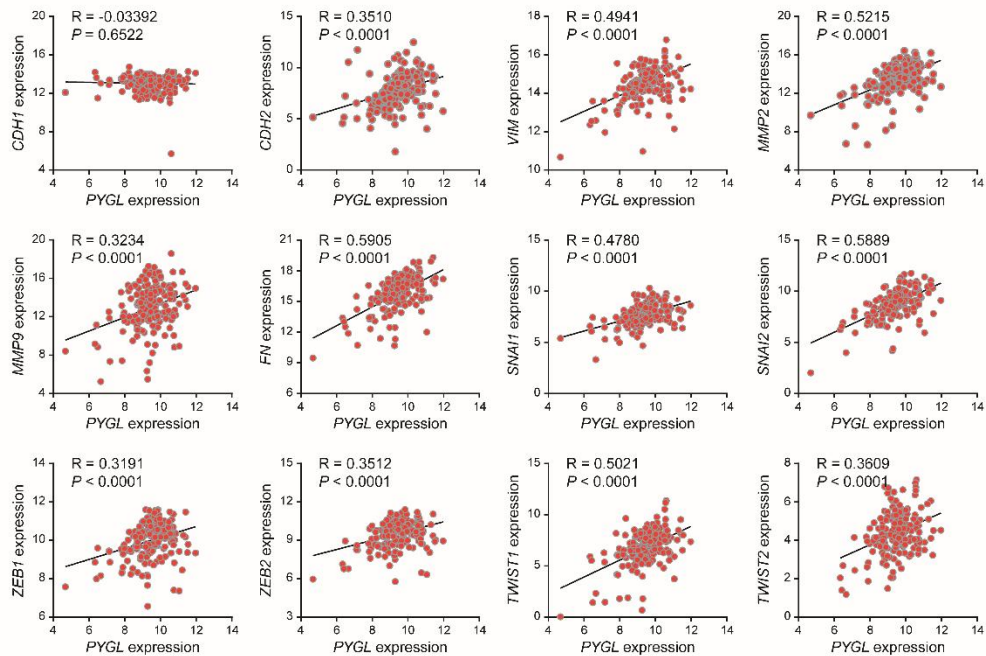 R = -0.03392
P = 0.6522
20
16
12
8
4
CDH1 expression
4 6 8 10 12 14
PYGL expression
R = 0.3510
P < 0.0001
15
10
5
0
CDH2 expression
4 6 8 10 12 14
PYGL expression
R = 0.4941
P < 0.0001
18
16
14
12
10
VIM expression
4 6 8 10 12 14
PYGL expression
R = 0.5215
P < 0.0001
20
16
12
8
4
MMP2 expression
4 6 8 10 12 14
PYGL expression
R = 0.3234
P < 0.0001
20
16
12
8
4
MMP9 expression
4 6 8 10 12 14
PYGL expression
R = 0.5905
P < 0.0001
21
18
15
12
9
6
FN expression
4 6 8 10 12 14
PYGL expression
R = 0.4780
P < 0.0001
15
10
5
0
SNAI1 expression
4 6 8 10 12 14
PYGL expression
R = 0.5889
P < 0.0001
15
10
5
0
SNAI2 expression
4 6 8 10 12 14
PYGL expression
R = 0.3191
P < 0.0001
14
12
10
8
6
ZEB1 expression
4 6 8 10 12 14
PYGL expression
R = 0.3512
P < 0.0001
15
12
9
6
3
ZEB2 expression
4 6 8 10 12 14
PYGL expression
R = 0.5021
P < 0.0001
15
10
5
0
TWIST1 expression
4 6 8 10 12 14
PYGL expression
R = 0.3609
P < 0.0001
8
6
4
2
0
TWIST2 expression
4 6 8 10 12 14
PYGL expression